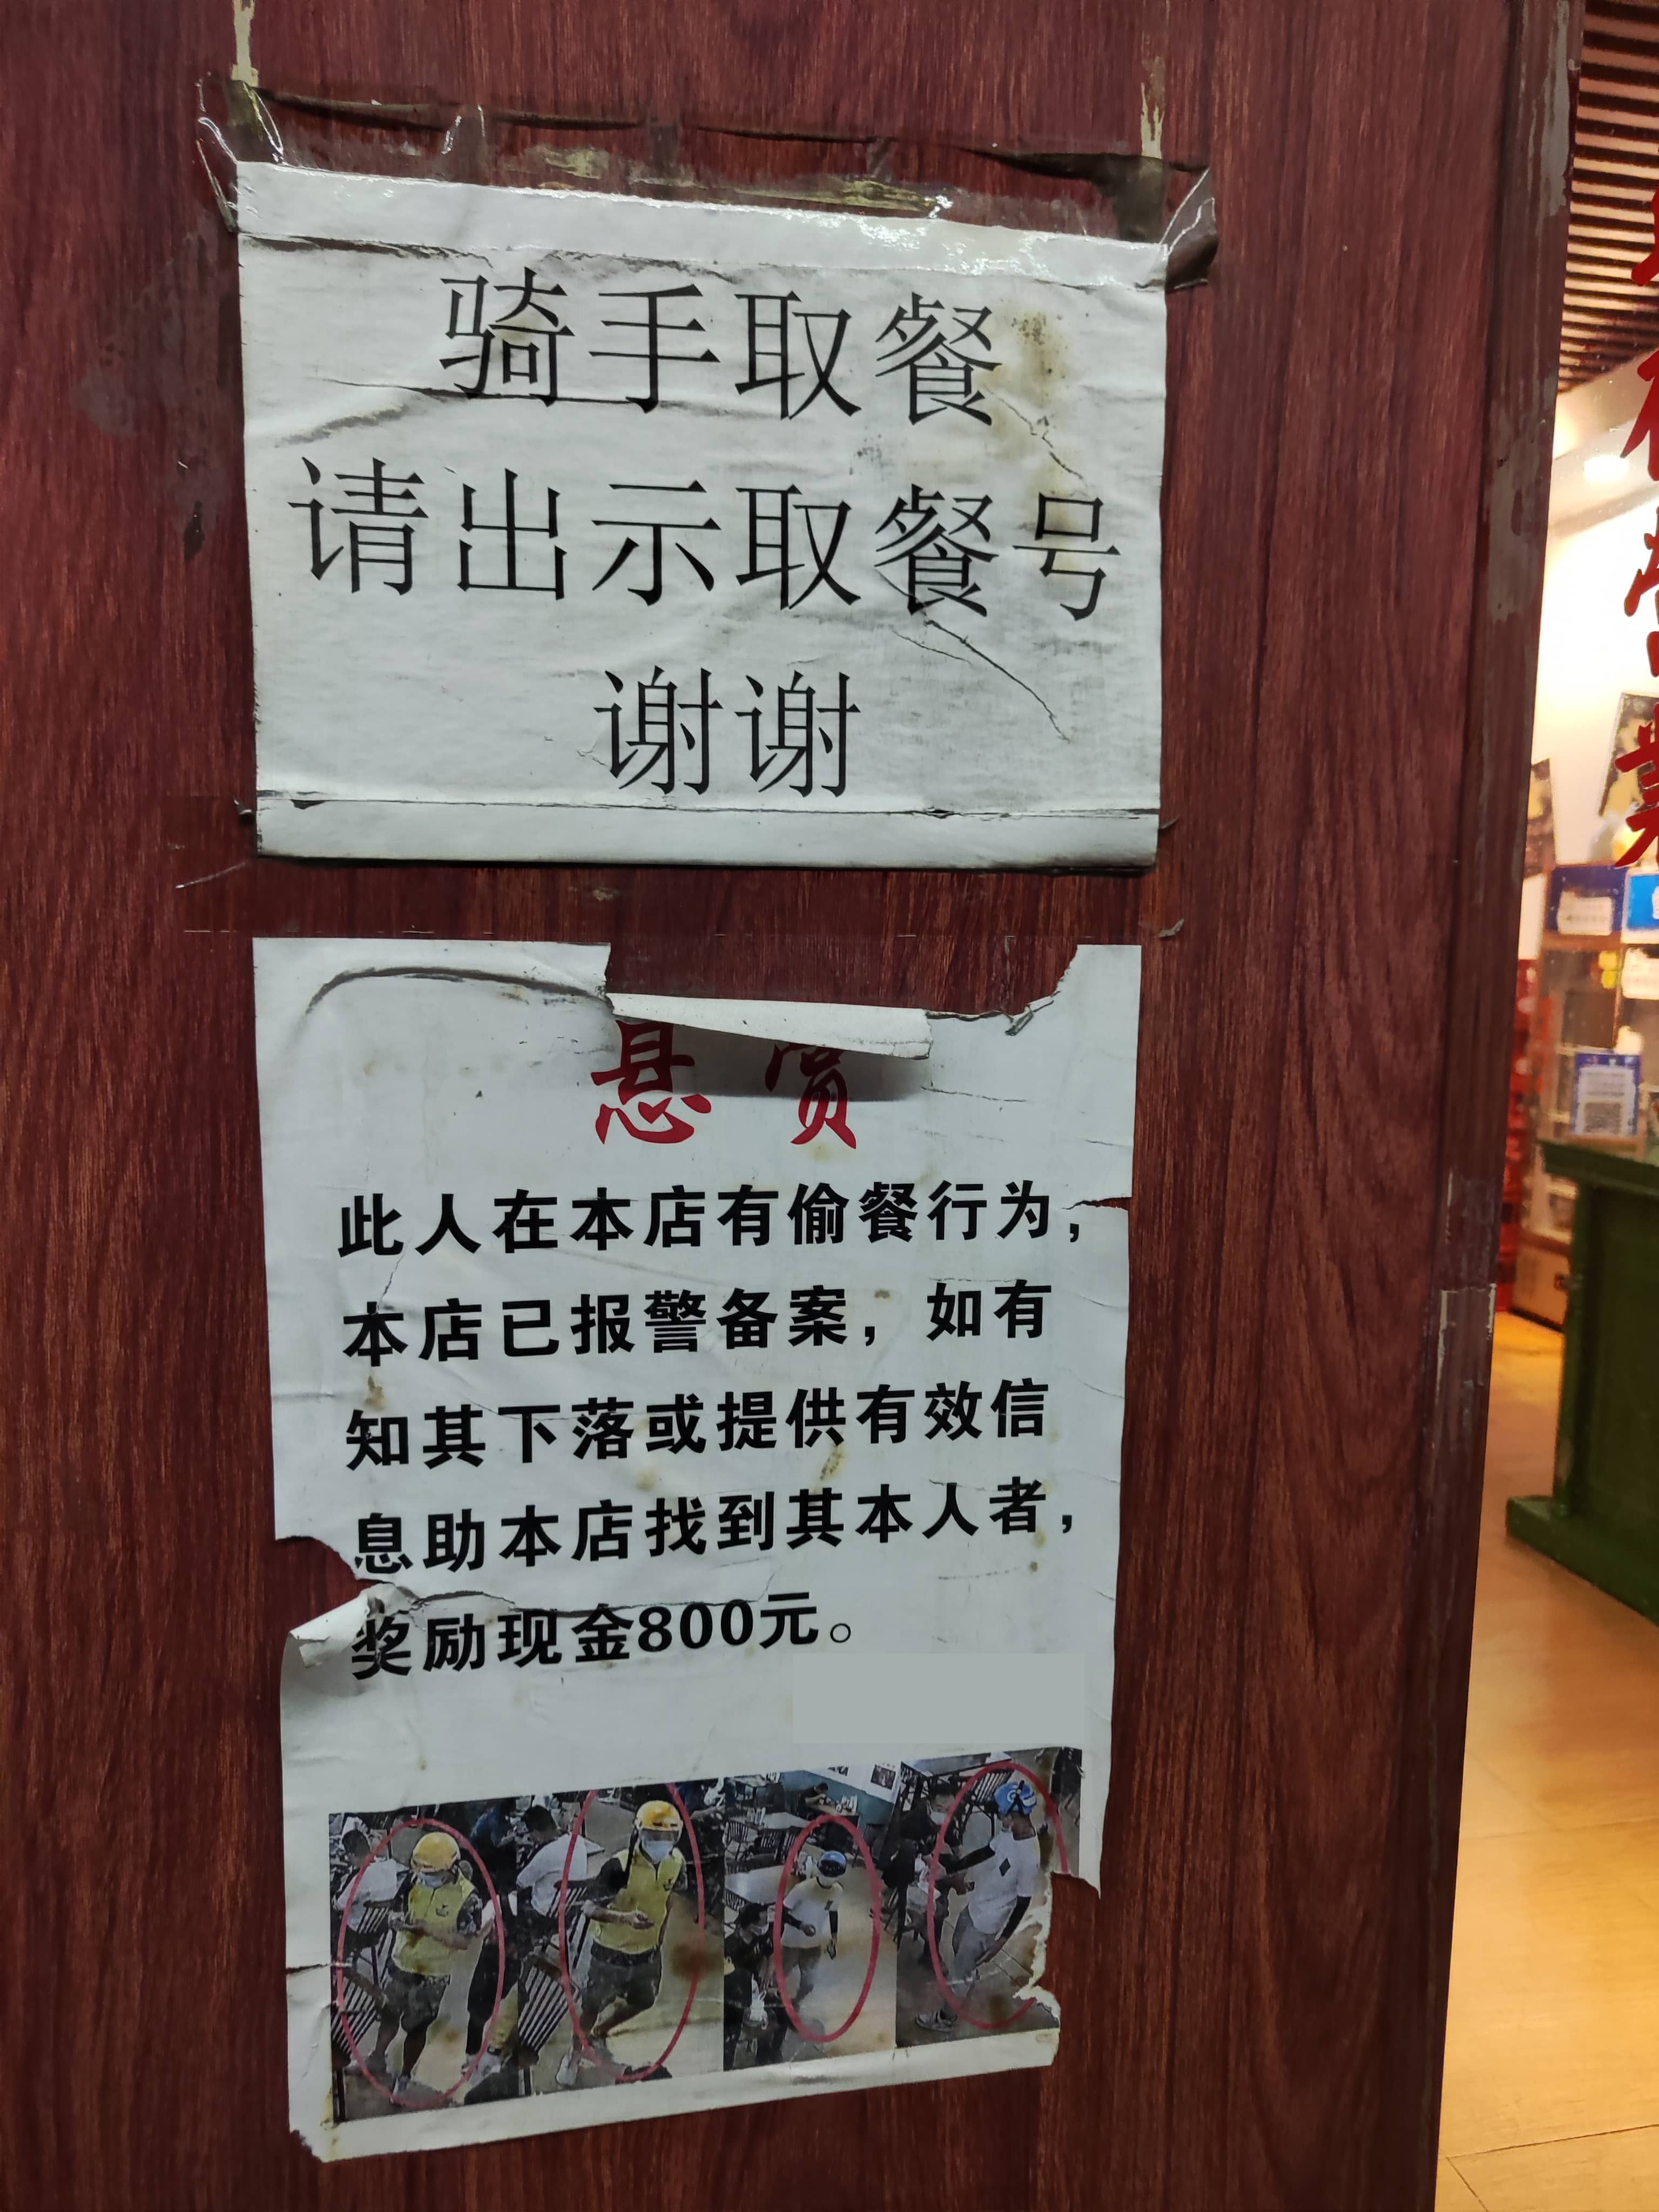 骑手取餐
请出示取餐号
谢谢
悬赏
此人在本店有偷餐行为，
本店已报警备案，如有
知其下落或提供有效信
息助本店找到其本人者，
奖励现金800元。